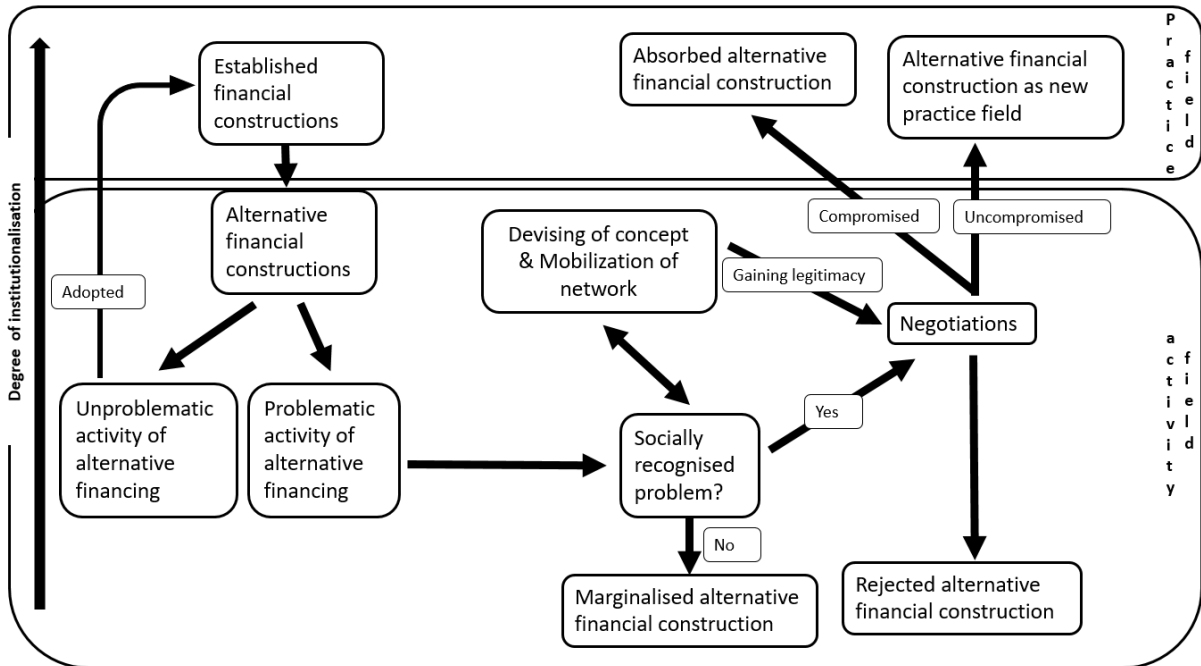 Practice
field
Established
financial
constructions
Absorbed alternative
financial construction
Alternative financial
construction as new
practice field
Degree of institutionalisation
Alternative
financial
constructions
Devising of concept
& Mobilization of
network
Compromised
Uncompromised
Adopted
Gaining legitimacy
Negotiations
activity
field
Unproblematic
activity of
alternative
financing
Problematic
activity of
alternative
financing
Socially
recognised
problem?
Yes
No
Marginalised alternative
financial construction
Rejected alternative
financial construction